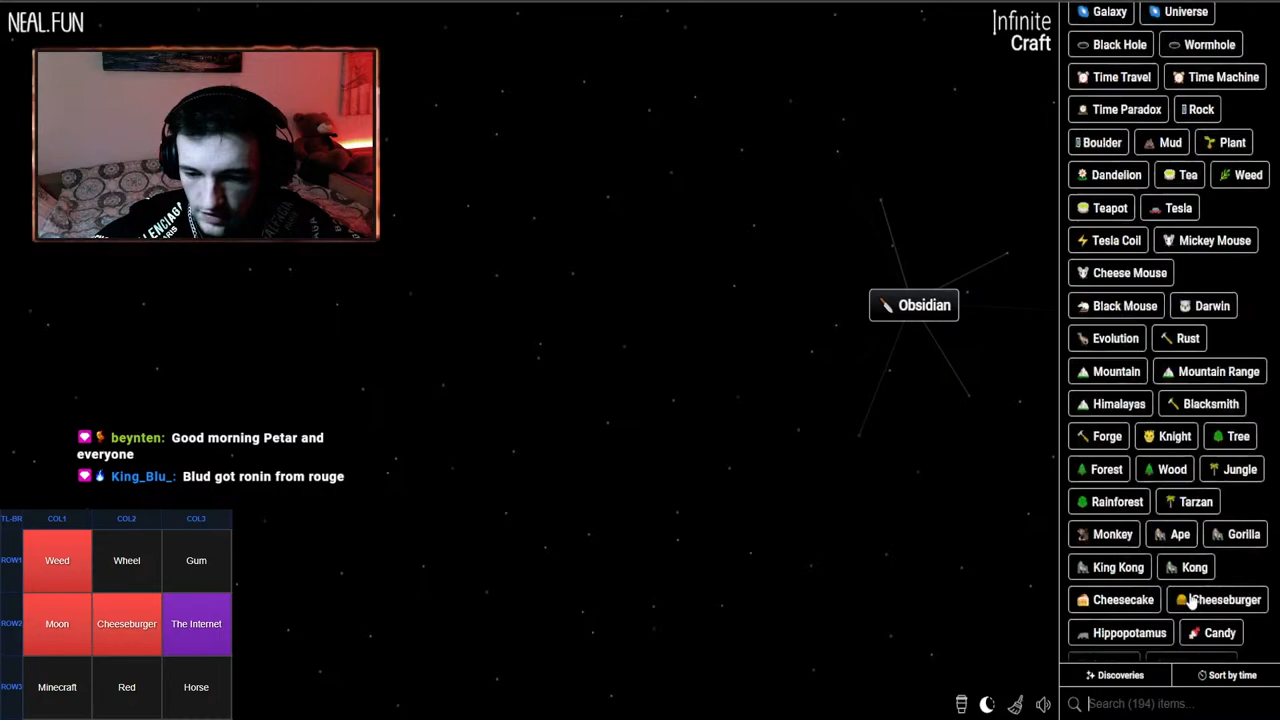 NEAL.FUN
Infinite
Craft
Galaxy Universe
Black Hole Wormhole
Time Travel Time Machine
Time Paradox Rock
Boulder Mud Plant
Dandelion Tea Weed
Teapot Tesla
Tesla Coil Mickey Mouse
Cheese Mouse
Obsidian
Black Mouse Darwin
Evolution Rust
Mountain Mountain Range
Himalayas Blacksmith
Forge Knight Tree
Forest Wood Jungle
Rainforest Tarzan
Monkey Ape Gorilla
King Kong Kong
Cheesecake Cheeseburger
Hippopotamus Candy
Discoveries Sort by time
Search (194) items...
beynten: Good morning Petar and
everyone
King_Blu_: Blud got ronin from rouge
TL-BR COL1 COL2 COL3
ROW1 Weed Wheel Gum
ROW2 Moon Cheeseburger The Internet
ROW3 Minecraft Red Horse
BALENCIAGA
PARIS